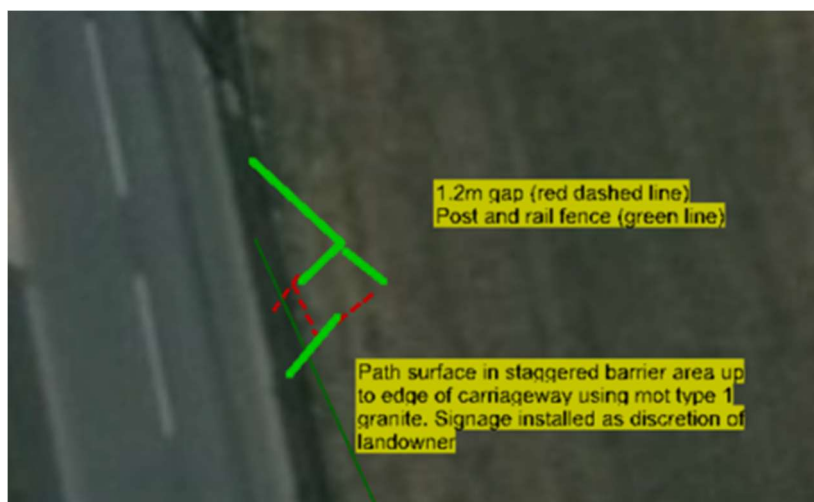 1.2m gap (red dashed line)
Post and rail fence (green line)
Path surface in staggered barrier area up
to edge of carriageway using mot type 1
granite. Signage installed as discretion of
landowner